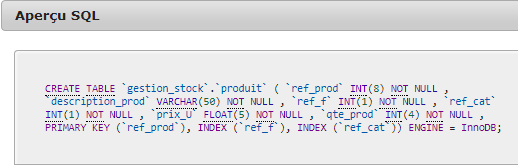 Aperçu SQL
CREATE TABLE `gestion_stock`.`produit` ( `ref_prod` INT(8) NOT NULL ,
`description_prod` VARCHAR(50) NOT NULL , `ref_f` INT(1) NOT NULL , `ref_cat`
INT(1) NOT NULL , `prix_U` FLOAT(5) NOT NULL , `qte_prod` INT(4) NOT NULL ,
PRIMARY KEY (`ref_prod`), INDEX (`ref_f`), INDEX (`ref_cat`)) ENGINE = InnoDB;